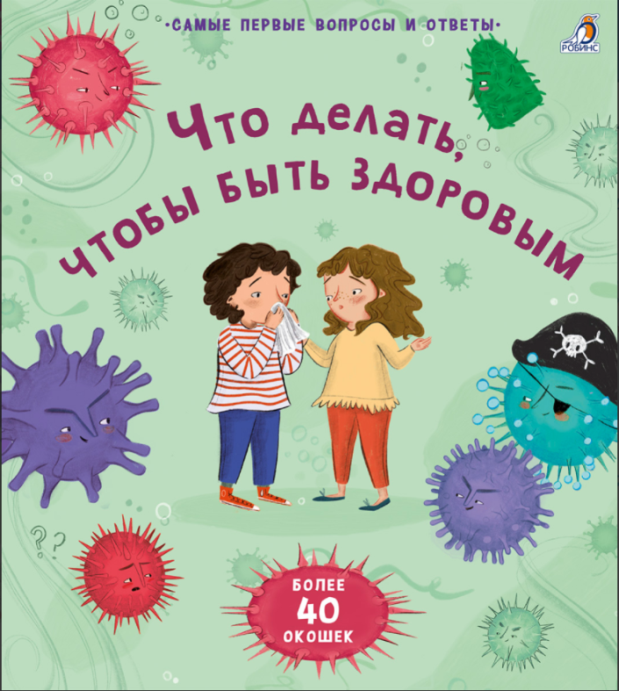 •САМЫЕ ПЕРВЫЕ ВОПРОСЫ И ОТВЕТЫ•
РОБИНС
Что делать,
чтобы быть здоровым
??
БОЛЕЕ
40
ОКОШЕК